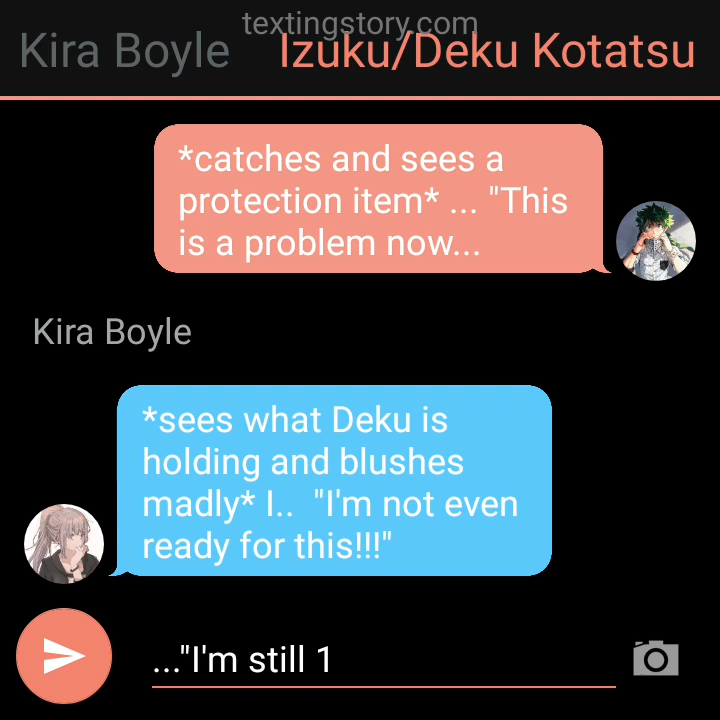 textingstory.com
Kira Boyle Izuku/Deku Kotatsu
*catches and sees a
protection item* ... "This
is a problem now...
Kira Boyle
*sees what Deku is
holding and blushes
madly* I.. "I'm not even
ready for this!!!"
..."I'm still 1